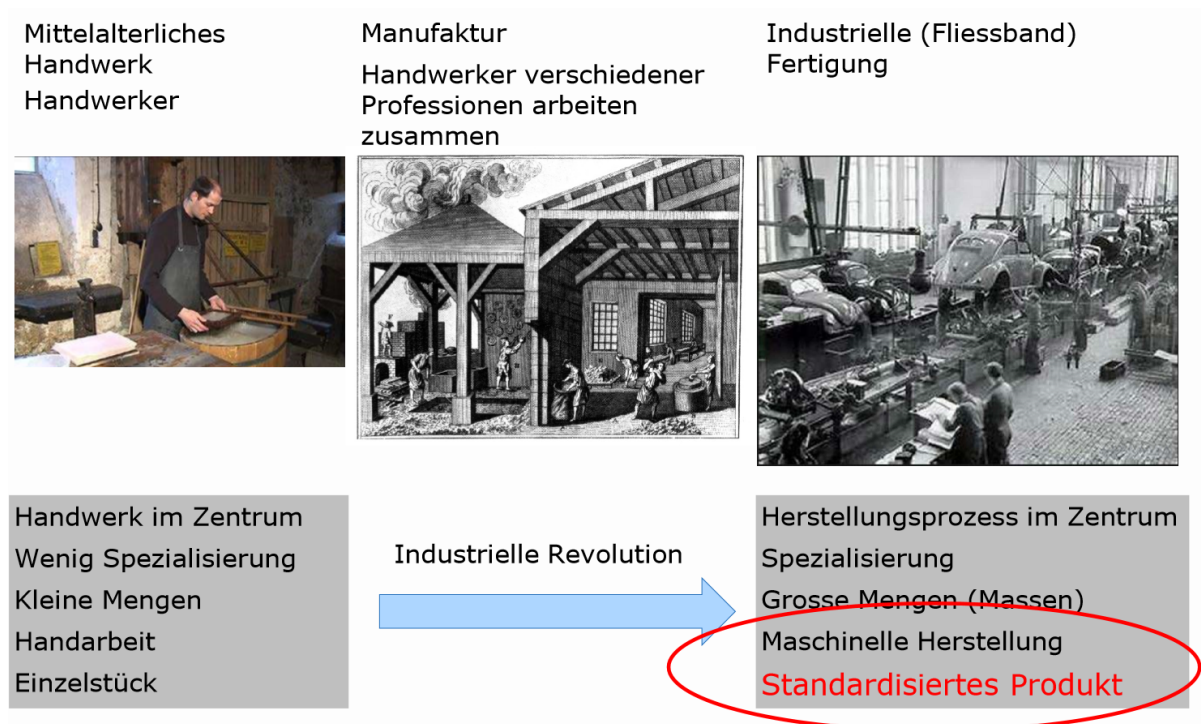 Mittelalterliches
Handwerk
Handwerker
Manufaktur
Handwerker verschiedener
Professionen arbeiten
zusammen
Industrielle (Fliessband)
Fertigung
Handwerk im Zentrum
Wenig Spezialisierung
Kleine Mengen
Handarbeit
Einzelstück
Industrielle Revolution
Herstellungsprozess im Zentrum
Spezialisierung
Grosse Mengen (Massen)
Maschinelle Herstellung
Standardisiertes Produkt